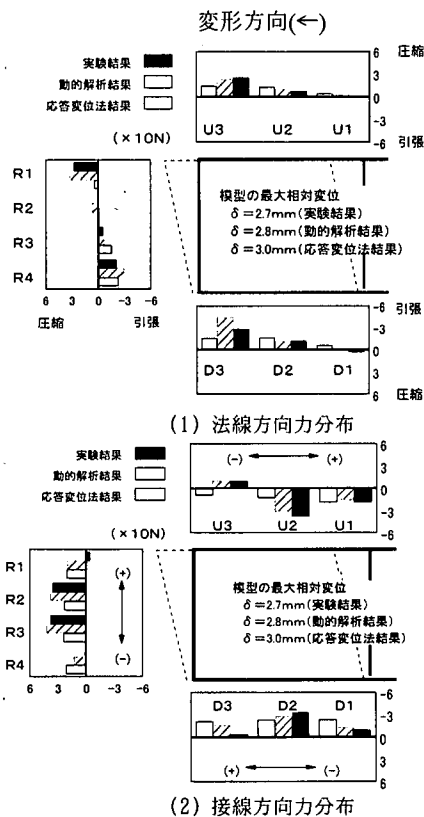 変形方向(←)
実験結果
動的解析結果
応答変位法結果
(×10N)
6 圧縮
3
0
-3
-6 引張
U3 U2 U1
R1
R2
R3
R4
6 3 0 -3 -6
圧縮 引張
模型の最大相対変位
δ=2.7mm(実験結果)
δ=2.8mm(動的解析結果)
δ=3.0mm(応答変位法結果)
-6 引張
-3
0
3
6 圧縮
D3 D2 D1
(1) 法線方向力分布
実験結果
動的解析結果
応答変位法結果
(×10N)
(-) (+)
6
3
0
-3
-6
U3 U2 U1
R1
R2
R3
R4
(+)
(-)
6 3 0 -3 -6
模型の最大相対変位
δ=2.7mm(実験結果)
δ=2.8mm(動的解析結果)
δ=3.0mm(応答変位法結果)
D3 D2 D1
-6
-3
0
3
6
(+) (-)
(2) 接線方向力分布